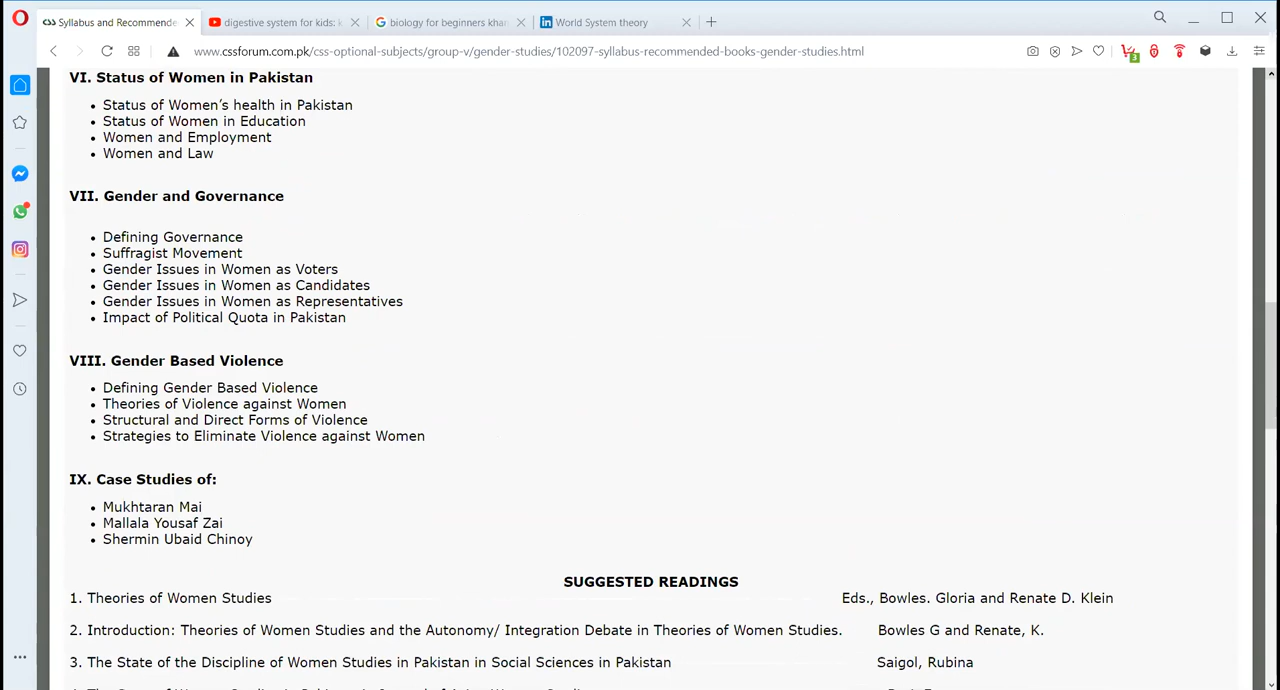 Syllabus and Recommende
digestive system for kids: k
biology for beginners khan
World System theory
www.cssforum.com.pk/css-optional-subjects/group-v/gender-studies/102097-syllabus-recommended-books-gender-studies.html
3
VI. Status of Women in Pakistan
• Status of Women’s health in Pakistan
• Status of Women in Education
• Women and Employment
• Women and Law
VII. Gender and Governance
• Defining Governance
• Suffragist Movement
• Gender Issues in Women as Voters
• Gender Issues in Women as Candidates
• Gender Issues in Women as Representatives
• Impact of Political Quota in Pakistan
VIII. Gender Based Violence
• Defining Gender Based Violence
• Theories of Violence against Women
• Structural and Direct Forms of Violence
• Strategies to Eliminate Violence against Women
IX. Case Studies of:
• Mukhtaran Mai
• Mallala Yousaf Zai
• Shermin Ubaid Chinoy
SUGGESTED READINGS
1. Theories of Women Studies Eds., Bowles. Gloria and Renate D. Klein
2. Introduction: Theories of Women Studies and the Autonomy/ Integration Debate in Theories of Women Studies. Bowles G and Renate, K.
3. The State of the Discipline of Women Studies in Pakistan in Social Sciences in Pakistan Saigol, Rubina